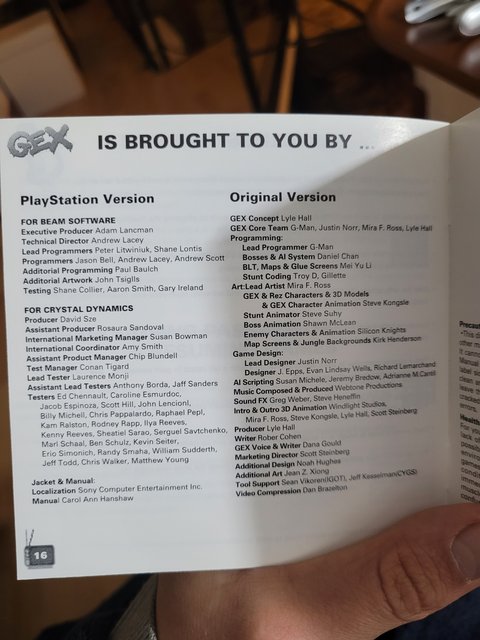 GEX IS BROUGHT TO YOU BY ...
PlayStation Version
FOR BEAM SOFTWARE
Executive Producer Adam Lancman
Technical Director Andrew Lacey
Lead Programmers Peter Litwiniuk, Shane Lontis
Programmers Jason Bell, Andrew Lacey, Andrew Scott
Additorial Programming Paul Baulch
Additorial Artwork John Tsiglis
Testing Shane Collier, Aaron Smith, Gary Ireland
FOR CRYSTAL DYNAMICS
Producer David Sze
Assistant Producer Rosaura Sandoval
International Marketing Manager Susan Bowman
International Coordinator Amy Smith
Assistant Product Manager Chip Blundell
Test Manager Conan Tigard
Lead Tester Laurence Monji
Assistant Lead Testers Anthony Borda, Jaff Sanders
Testers Ed Chennault, Caroline Esmurdoc,
Jacob Espinoza, Scott Hill, John Lencioni,
Billy Micheil, Chris Pappalardo, Raphael Pepl,
Kam Ralston, Rodney Rapp, Ilya Reeves,
Kenny Reeves, Sheatiel Sarao, Serguel Savtchenko,
Marl Schaal, Ben Schulz, Kevin Seiter,
Erio Simonich, Randy Smaha, William Sudderth,
Jeff Todd, Chris Walker, Matthew Young
Jacket & Manual:
Localization Sony Computer Entertainment Inc.
Manual Carol Ann Hanshaw
16
Original Version
GEX Concept Lyle Hall
GEX Core Team G-Man, Justin Norr, Mira F. Ross, Lyle Hall
Programming:
Lead Programmer G-Man
Bosses & AI System Daniel Chan
BLT, Maps & Glue Screens Mei Yu Li
Stunt Coding Troy D, Gillette
Art:Lead Artist Mira F. Ross
GEX & Rez Characters & 3D Models
& GEX Character Animation Steve Kongsle
Stunt Animator Steve Suhy
Boss Animation Shawn McLean
Enemy Characters & Animation Silicon Knights
Map Screens & Jungle Backgrounds Kirk Henderson
Game Design:
Lead Designer Justin Norr
Designer J. Epps, Evan Lindsay Wells, Richard Lemarchand
AI Scripting Susan Michele, Jeremy Bredow, Adrianne M.Cantil
Music Composed & Produced Webtone Productions
Sound FX Greg Weber, Steve Heneffin
Intro & Outro 3D Animation Windlight Studios,
Mira F. Ross, Steve Kongsle, Lyle Hall, Scott Steinberg
Producer Lyle Hall
Writer Rober Cohen
GEX Voice & Writer Dana Gould
Marketing Director Scott Steinberg
Additional Design Noah Hughes
Additional Art Jean Z. Xiong
Tool Support Sean Vikoren(IGOT), Jeff Kesselman(CYGS)
Video Compression Dan Brazelton